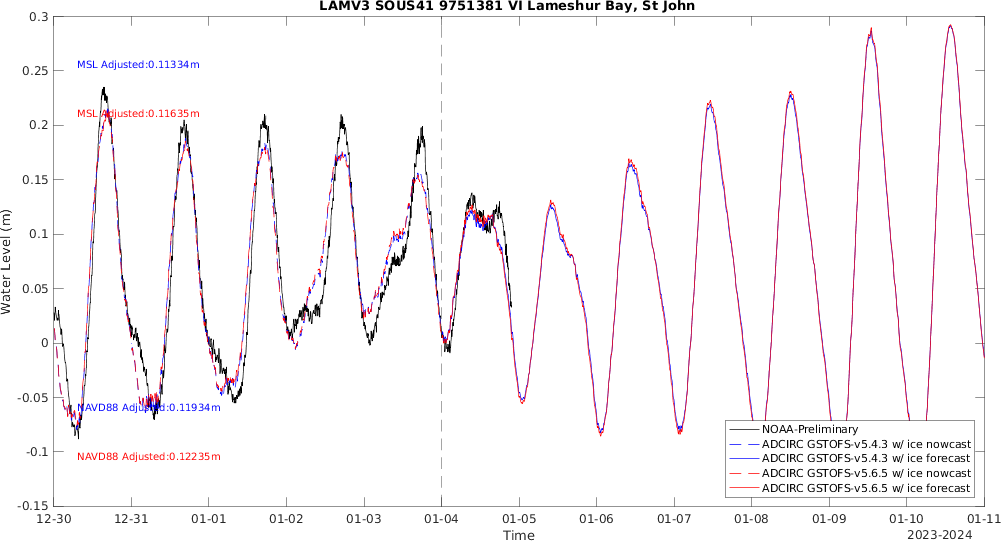 LAMV3 SOUS41 9751381 VI Lameshur Bay, St John
0.3
0.25
0.2
0.15
0.1
0.05
0
-0.05
-0.1
-0.15
Water Level (m)
MSL Adjusted:0.11334m
MSL Adjusted:0.11635m
NAVD88 Adjusted:0.11934m
NAVD88 Adjusted:0.12235m
NOAA-Preliminary
ADCIRC GSTOFS-v5.4.3 w/ ice nowcast
ADCIRC GSTOFS-v5.4.3 w/ ice forecast
ADCIRC GSTOFS-v5.6.5 w/ ice nowcast
ADCIRC GSTOFS-v5.6.5 w/ ice forecast
12-30 12-31 01-01 01-02 01-03 01-04 01-05 01-06 01-07 01-08 01-09 01-10 01-11
Time
2023-2024